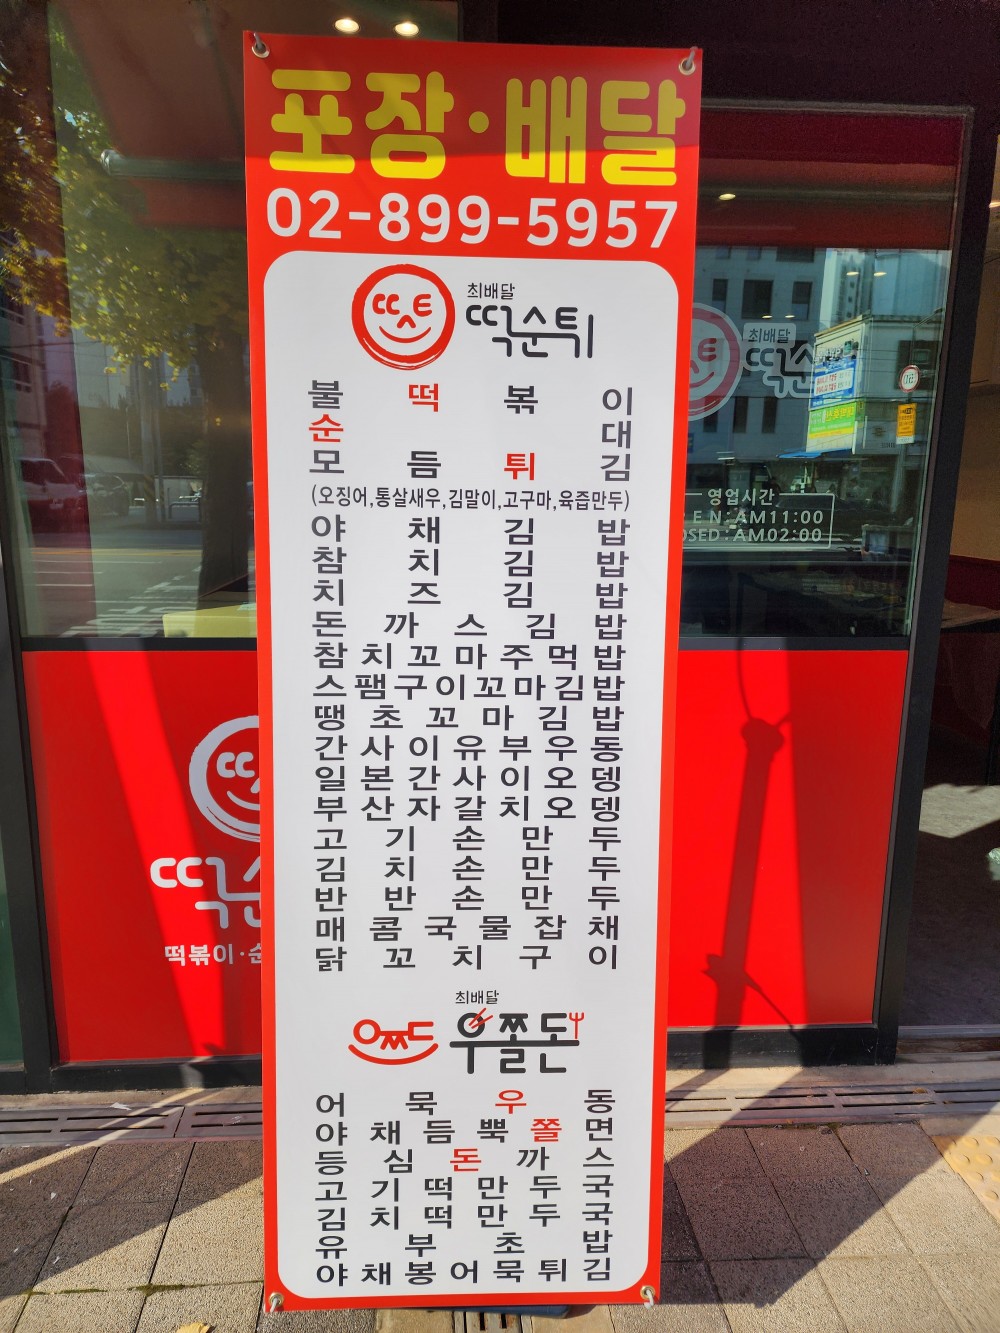 포장·배달
02-899-5957
따스트
최배달
떡순튀
불떡볶이
순대
모듬튀김
(오징어,통살새우,김말이,고구마,육즙만두)
야채김밥
참치김밥
치즈김밥
돈까스김밥
참치꼬마주먹밥
스팸구이꼬마김밥
땡초꼬마김밥
간사이유부우동
일본간사이오뎅
부산자갈치오뎅
고기손만두
김치손만두
반반손만두
매콤국물잡채
닭꼬치구이
최배달
우쫄돈
어묵우동
야채듬뿍쫄면
등심돈까스
고기떡만두국
김치떡만두국
유부초밥
야채봉어묵튀김
최배달
영업시간
E N : AM11:00
OSED : AM02:00
떡볶이·순